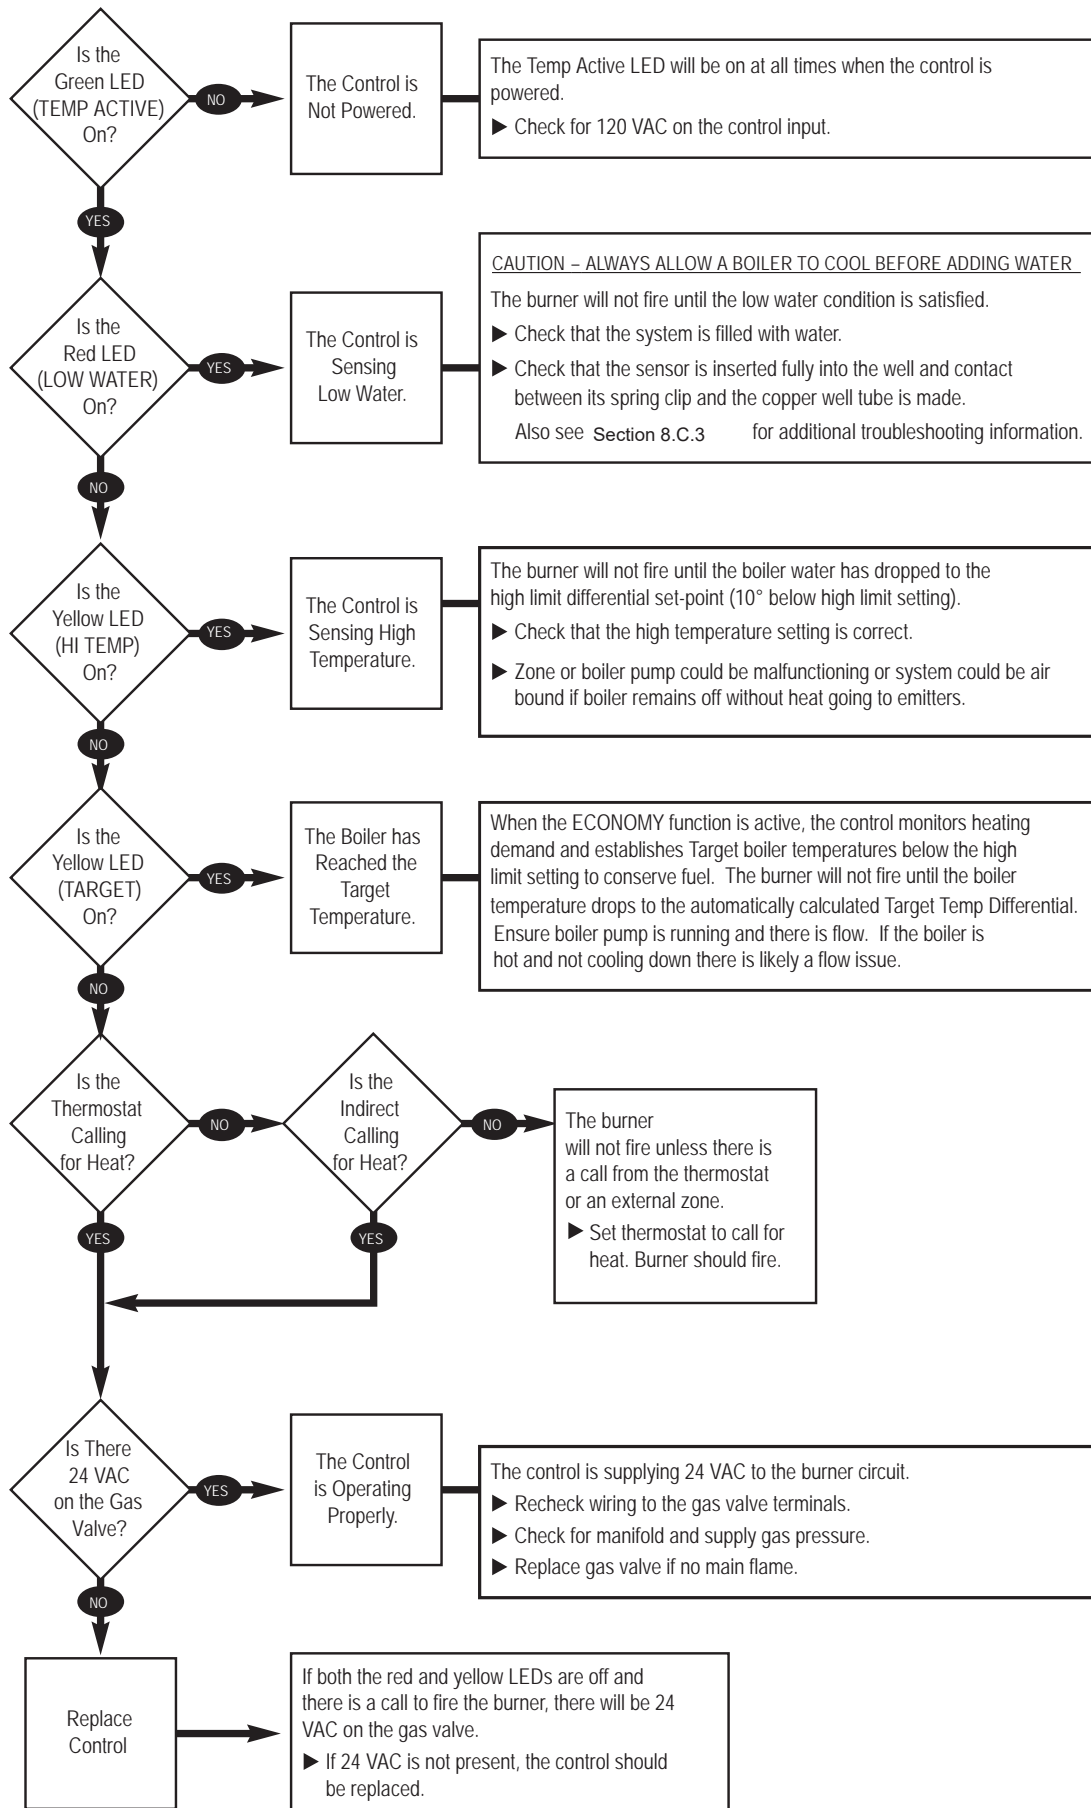 Is the
Green LED
(TEMP ACTIVE)
On?
NO
The Control is
Not Powered.
The Temp Active LED will be on at all times when the control is
powered.
▶ Check for 120 VAC on the control input.
YES
Is the
Red LED
(LOW WATER)
On?
YES
The Control is
Sensing
Low Water.
CAUTION – ALWAYS ALLOW A BOILER TO COOL BEFORE ADDING WATER
The burner will not fire until the low water condition is satisfied.
▶ Check that the system is filled with water.
▶ Check that the sensor is inserted fully into the well and contact
between its spring clip and the copper well tube is made.
Also see Section 8.C.3 for additional troubleshooting information.
NO
Is the
Yellow LED
(HI TEMP)
On?
YES
The Control is
Sensing High
Temperature.
The burner will not fire until the boiler water has dropped to the
high limit differential set-point (10° below high limit setting).
▶ Check that the high temperature setting is correct.
▶ Zone or boiler pump could be malfunctioning or system could be air
bound if boiler remains off without heat going to emitters.
NO
Is the
Yellow LED
(TARGET)
On?
YES
The Boiler has
Reached the
Target
Temperature.
When the ECONOMY function is active, the control monitors heating
demand and establishes Target boiler temperatures below the high
limit setting to conserve fuel. The burner will not fire until the boiler
temperature drops to the automatically calculated Target Temp Differential.
Ensure boiler pump is running and there is flow. If the boiler is
hot and not cooling down there is likely a flow issue.
NO
Is the
Thermostat
Calling
for Heat?
NO
Is the
Indirect
Calling
for Heat?
NO
The burner
will not fire unless there is
a call from the thermostat
or an external zone.
▶ Set thermostat to call for
heat. Burner should fire.
YES
YES
Is There
24 VAC
on the Gas
Valve?
YES
The Control
is Operating
Properly.
The control is supplying 24 VAC to the burner circuit.
▶ Recheck wiring to the gas valve terminals.
▶ Check for manifold and supply gas pressure.
▶ Replace gas valve if no main flame.
NO
Replace
Control
If both the red and yellow LEDs are off and
there is a call to fire the burner, there will be 24
VAC on the gas valve.
▶ If 24 VAC is not present, the control should
be replaced.